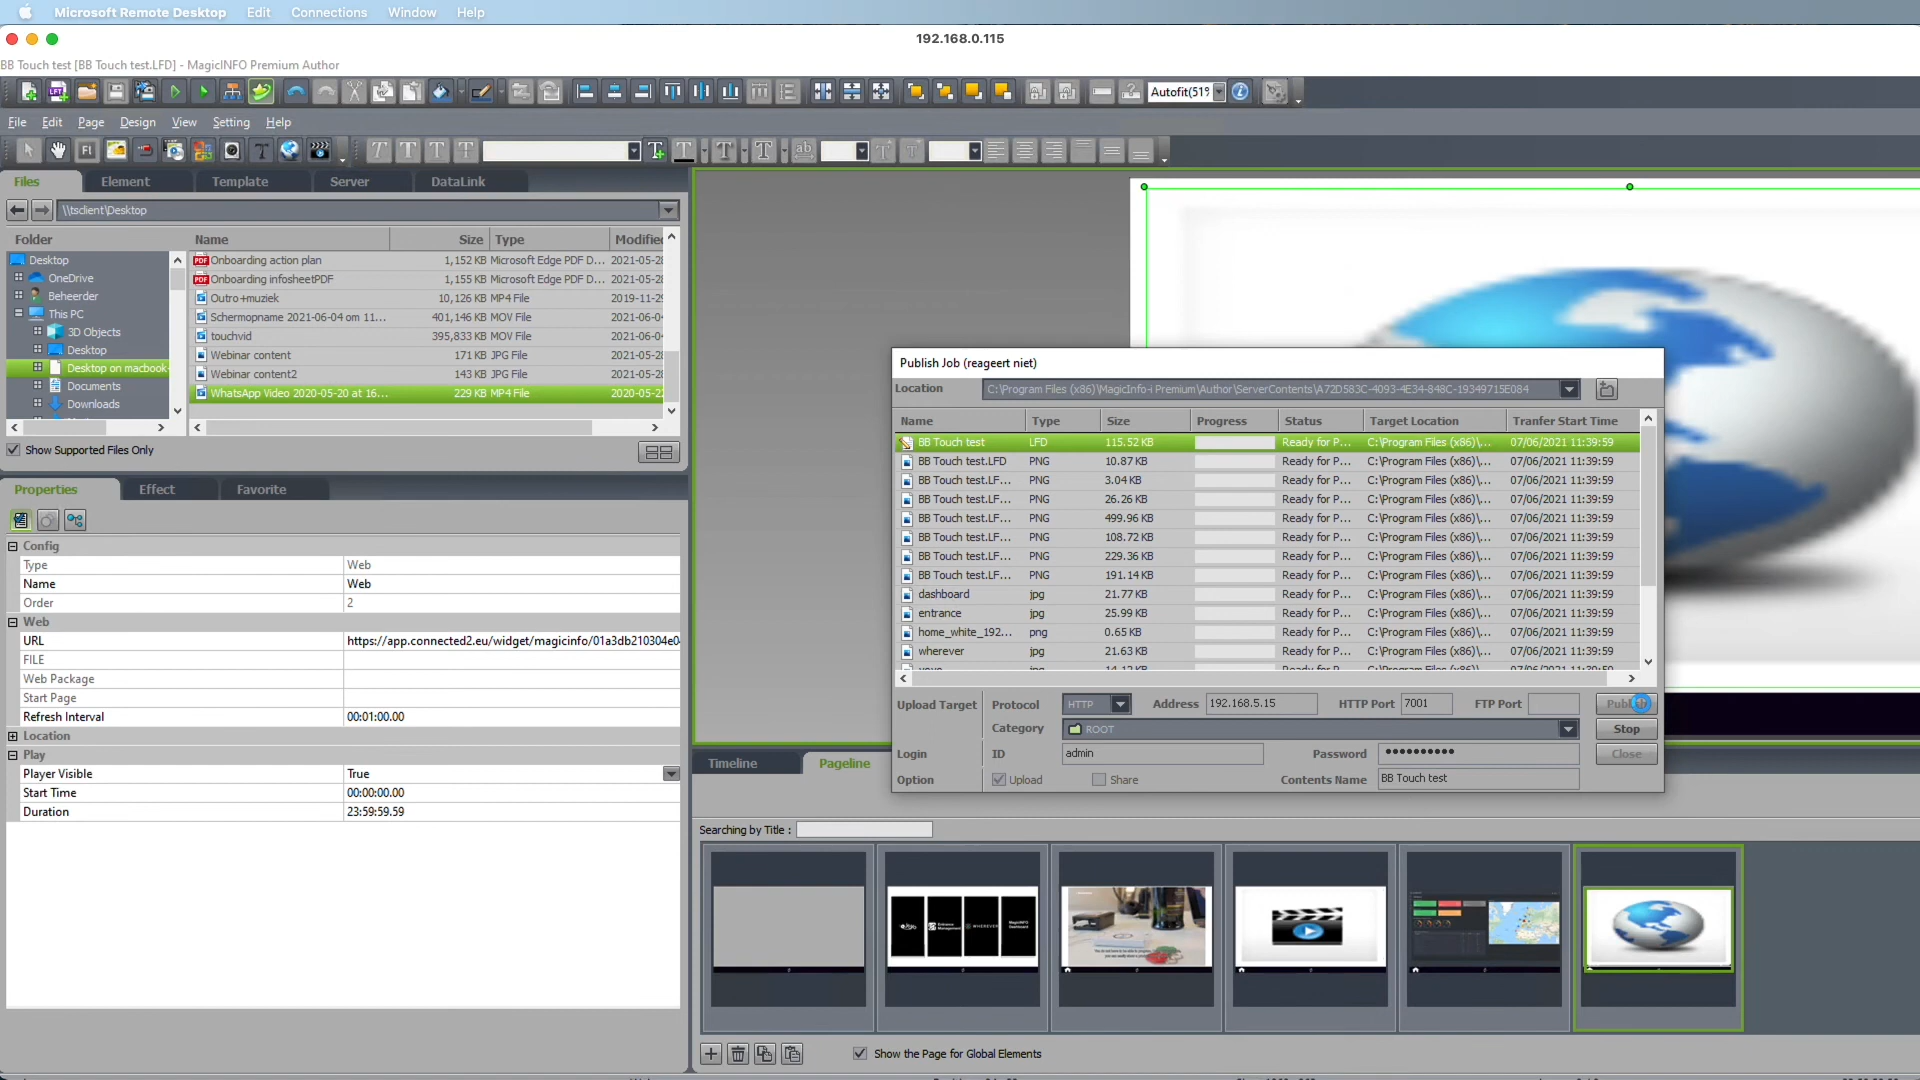 Microsoft Remote Desktop Edit Connections Window Help
192.168.0.115
BB Touch test [BB Touch test.LFD] - MagicINFO Premium Author
Autofit(519
File Edit Page Design View Setting Help
Files Element Template Server DataLink
\\tsclient\Desktop
Folder
Name Size Type Modified
Desktop
OneDrive
Beheerder
This PC
3D Objects
Desktop
Desktop on macbook-
Documents
Downloads
Onboarding action plan 1,152 KB Microsoft Edge PDF D... 2021-05-28
Onboarding infosheetPDF 1,155 KB Microsoft Edge PDF D... 2021-05-28
Outro+muziek 10,126 KB MP4 File 2019-11-29
Schermopname 2021-06-04 om 11... 401,146 KB MOV File 2021-06-04
touchvid 395,833 KB MOV File 2021-06-04
Webinar content 171 KB JPG File 2021-05-28
Webinar content2 143 KB JPG File 2021-05-28
WhatsApp Video 2020-05-20 at 16... 229 KB MP4 File 2020-05-22
Show Supported Files Only
Properties Effect Favorite
Config
Type Web
Name Web
Order 2
Web
URL https://app.connected2.eu/widget/magicinfo/01a3db210304e0
FILE
Web Package
Start Page
Refresh Interval 00:01:00.00
Location
Play
Player Visible True
Start Time 00:00:00.00
Duration 23:59:59.59
Publish Job (reageert niet)
Location C:\Program Files (x86)\MagicInfo-i Premium\Author\ServerContents\A72D583C-4093-4E34-848C-19349715E084
Name Type Size Progress Status Target Location Tranfer Start Time
BB Touch test LFD 115.52 KB Ready for P... C:\Program Files (x86)\... 07/06/2021 11:39:59
BB Touch test.LFD PNG 10.87 KB Ready for P... C:\Program Files (x86)\... 07/06/2021 11:39:59
BB Touch test.LF... PNG 3.04 KB Ready for P... C:\Program Files (x86)\... 07/06/2021 11:39:59
BB Touch test.LF... PNG 26.26 KB Ready for P... C:\Program Files (x86)\... 07/06/2021 11:39:59
BB Touch test.LF... PNG 499.96 KB Ready for P... C:\Program Files (x86)\... 07/06/2021 11:39:59
BB Touch test.LF... PNG 108.72 KB Ready for P... C:\Program Files (x86)\... 07/06/2021 11:39:59
BB Touch test.LF... PNG 229.36 KB Ready for P... C:\Program Files (x86)\... 07/06/2021 11:39:59
BB Touch test.LF... PNG 191.14 KB Ready for P... C:\Program Files (x86)\... 07/06/2021 11:39:59
dashboard jpg 21.77 KB Ready for P... C:\Program Files (x86)\... 07/06/2021 11:39:59
entrance jpg 25.99 KB Ready for P... C:\Program Files (x86)\... 07/06/2021 11:39:59
home_white_192... png 0.65 KB Ready for P... C:\Program Files (x86)\... 07/06/2021 11:39:59
wherever jpg 21.63 KB Ready for P... C:\Program Files (x86)\... 07/06/2021 11:39:59
Upload Target Protocol HTTP Address 192.168.5.15 HTTP Port 7001 FTP Port Publish
Category ROOT Stop
Login ID admin Password •••••••••• Close
Option Upload Share Contents Name BB Touch test
Timeline Pageline
Searching by Title :
Show the Page for Global Elements